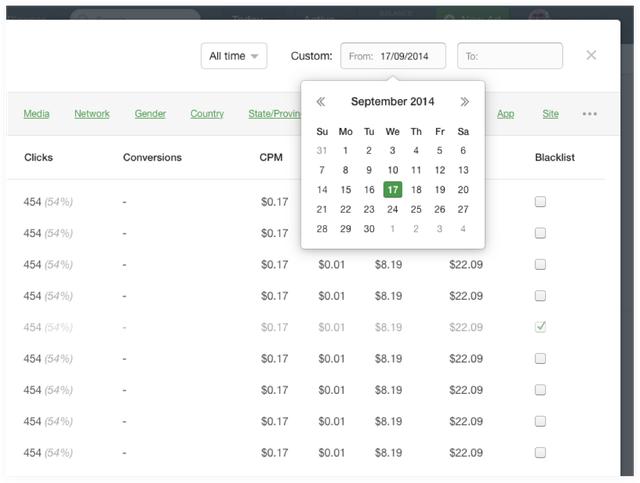 Today Active BALANCE New Ad
All time Custom: From: 17/09/2014 To:
« September 2014 »
Media Network Gender Country State/Provin App Site •••
Su Mo Tu We Th Fr Sa
Clicks Conversions CPM Blacklist
31 1 2 3 4 5 6
7 8 9 10 11 12 13
14 15 16 17 18 19 20
21 22 23 24 25 26 27
28 29 30 1 2 3 4
454 (54%) - $0.17
454 (54%) - $0.17
454 (54%) - $0.17 $0.01 $8.19 $22.09
454 (54%) - $0.17 $0.01 $8.19 $22.09
454 (54%) - $0.17 $0.01 $8.19 $22.09
454 (54%) - $0.17 $0.01 $8.19 $22.09
454 (54%) - $0.17 $0.01 $8.19 $22.09
454 (54%) - $0.17 $0.01 $8.19 $22.09
454 (54%) - $0.17 $0.01 $8.19 $22.09